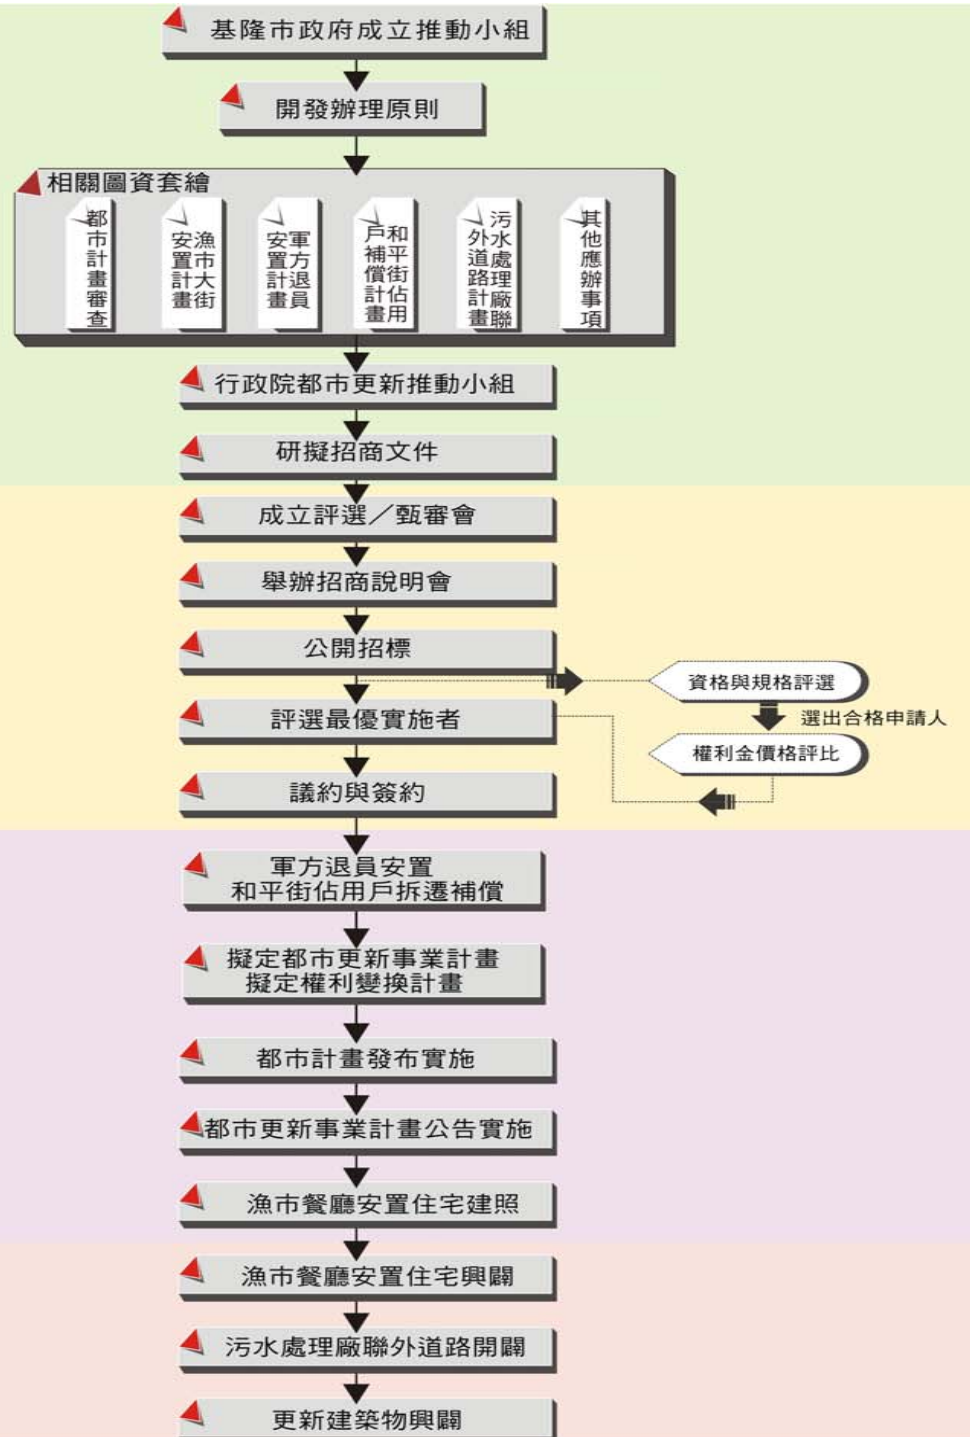 基隆市政府成立推動小組
開發辦理原則
相關圖資套繪
都市計畫審查
漁市大街
安置計畫
軍方退員
安置計畫
和平街佔用
戶補償計畫
污水處理廠聯
外道路計畫
其他應辦事項
行政院都市更新推動小組
研擬招商文件
成立評選／甄審會
舉辦招商說明會
公開招標
資格與規格評選
選出合格申請人
權利金價格評比
評選最優實施者
議約與簽約
軍方退員安置
和平街佔用戶拆遷補償
擬定都市更新事業計畫
擬定權利變換計畫
都市計畫發布實施
都市更新事業計畫公告實施
漁市餐廳安置住宅建照
漁市餐廳安置住宅興闢
污水處理廠聯外道路開闢
更新建築物興闢